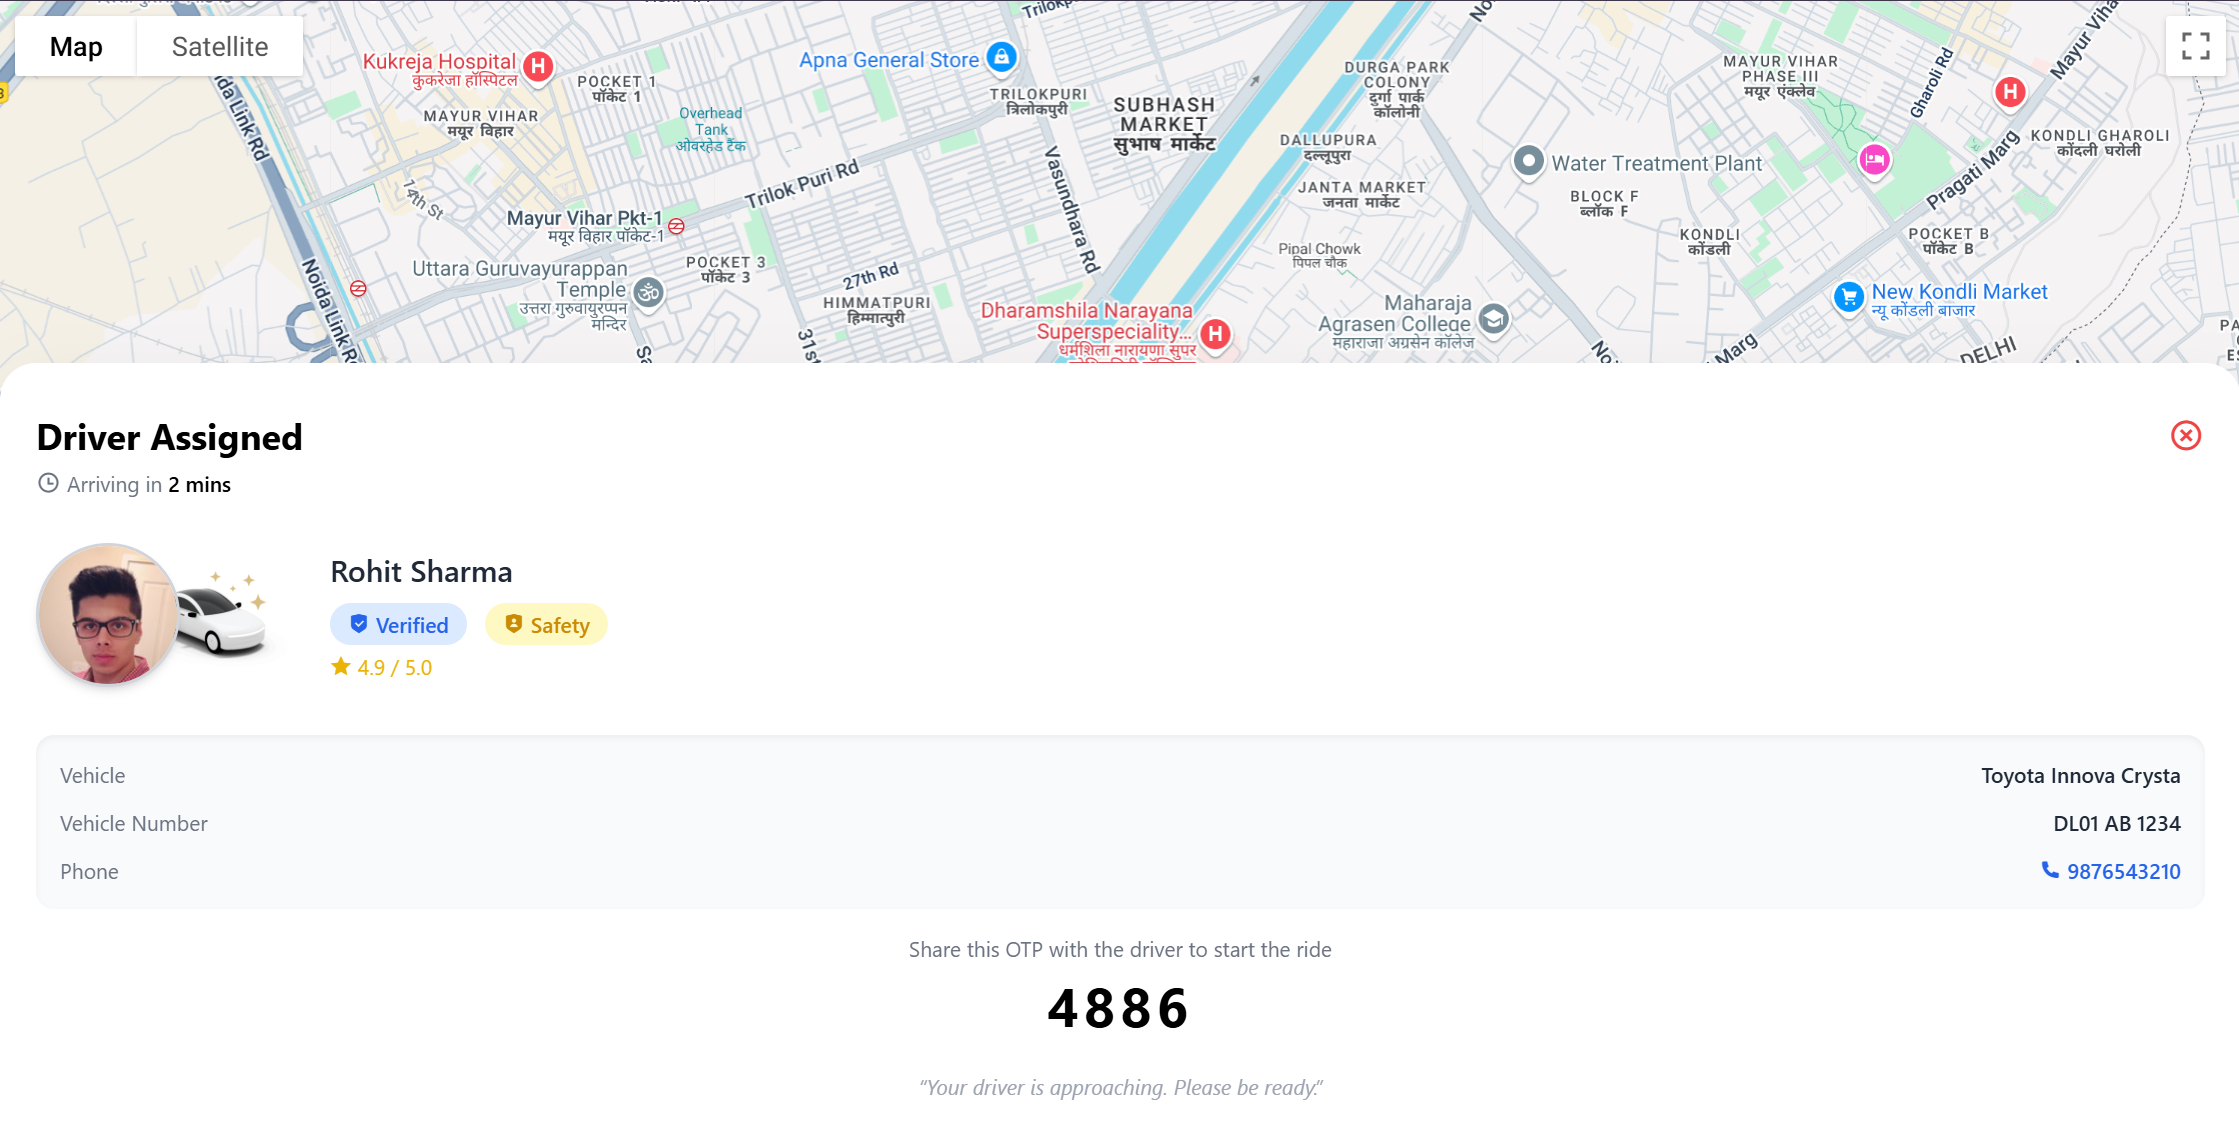 Map
Satellite
Kukreja Hospital
कुकरेजा हॉस्पिटल
POCKET 1
पॉकेट 1
MAYUR VIHAR
मयूर विहार
Overhead
Tank
ओवरहेड टैंक
Apna General Store
TRILOKPURI
त्रिलोकपुरी
SUBHASH
MARKET
सुभाष मार्केट
DURGA PARK
COLONY
दुर्गा पार्क
कॉलोनी
DALLUPURA
दल्लूपुरा
JANTA MARKET
जनता मार्केट
MAYUR VIHAR
PHASE III
मयूर एंक्लेव
Gharoli Rd
Mayur Viha
KONDLI GHAROLI
कोंदली घरोली
Water Treatment Plant
BLOCK F
ब्लॉक F
Pragati Marg
KONDLI
कोंडली
POCKET B
पॉकेट B
14th St
Trilok Puri Rd
Vasundhara Rd
Mayur Vihar Pkt-1
मयूर विहार पॉकेट-1
POCKET 3
पॉकेट 3
Uttara Guruvayurappan
Temple
उत्तरा गुरुवायुरप्पन
मन्दिर
Noida Link Rd
27th Rd
HIMMATPURI
हिम्मातपुरी
31st
Pipal Chowk
पिपल चौक
Dharamshila Narayana
Superspeciality...
धर्मशिला नारायणा सुपर
Maharaja
Agrasen College
महाराजा अग्रसेन कॉलेज
New Kondli Market
न्यू कोंडली बाजार
Marg
DELHI
Driver Assigned
Arriving in 2 mins
Rohit Sharma
Verified
Safety
4.9 / 5.0
Vehicle
Toyota Innova Crysta
Vehicle Number
DL01 AB 1234
Phone
9876543210
Share this OTP with the driver to start the ride
4886
“Your driver is approaching. Please be ready.”